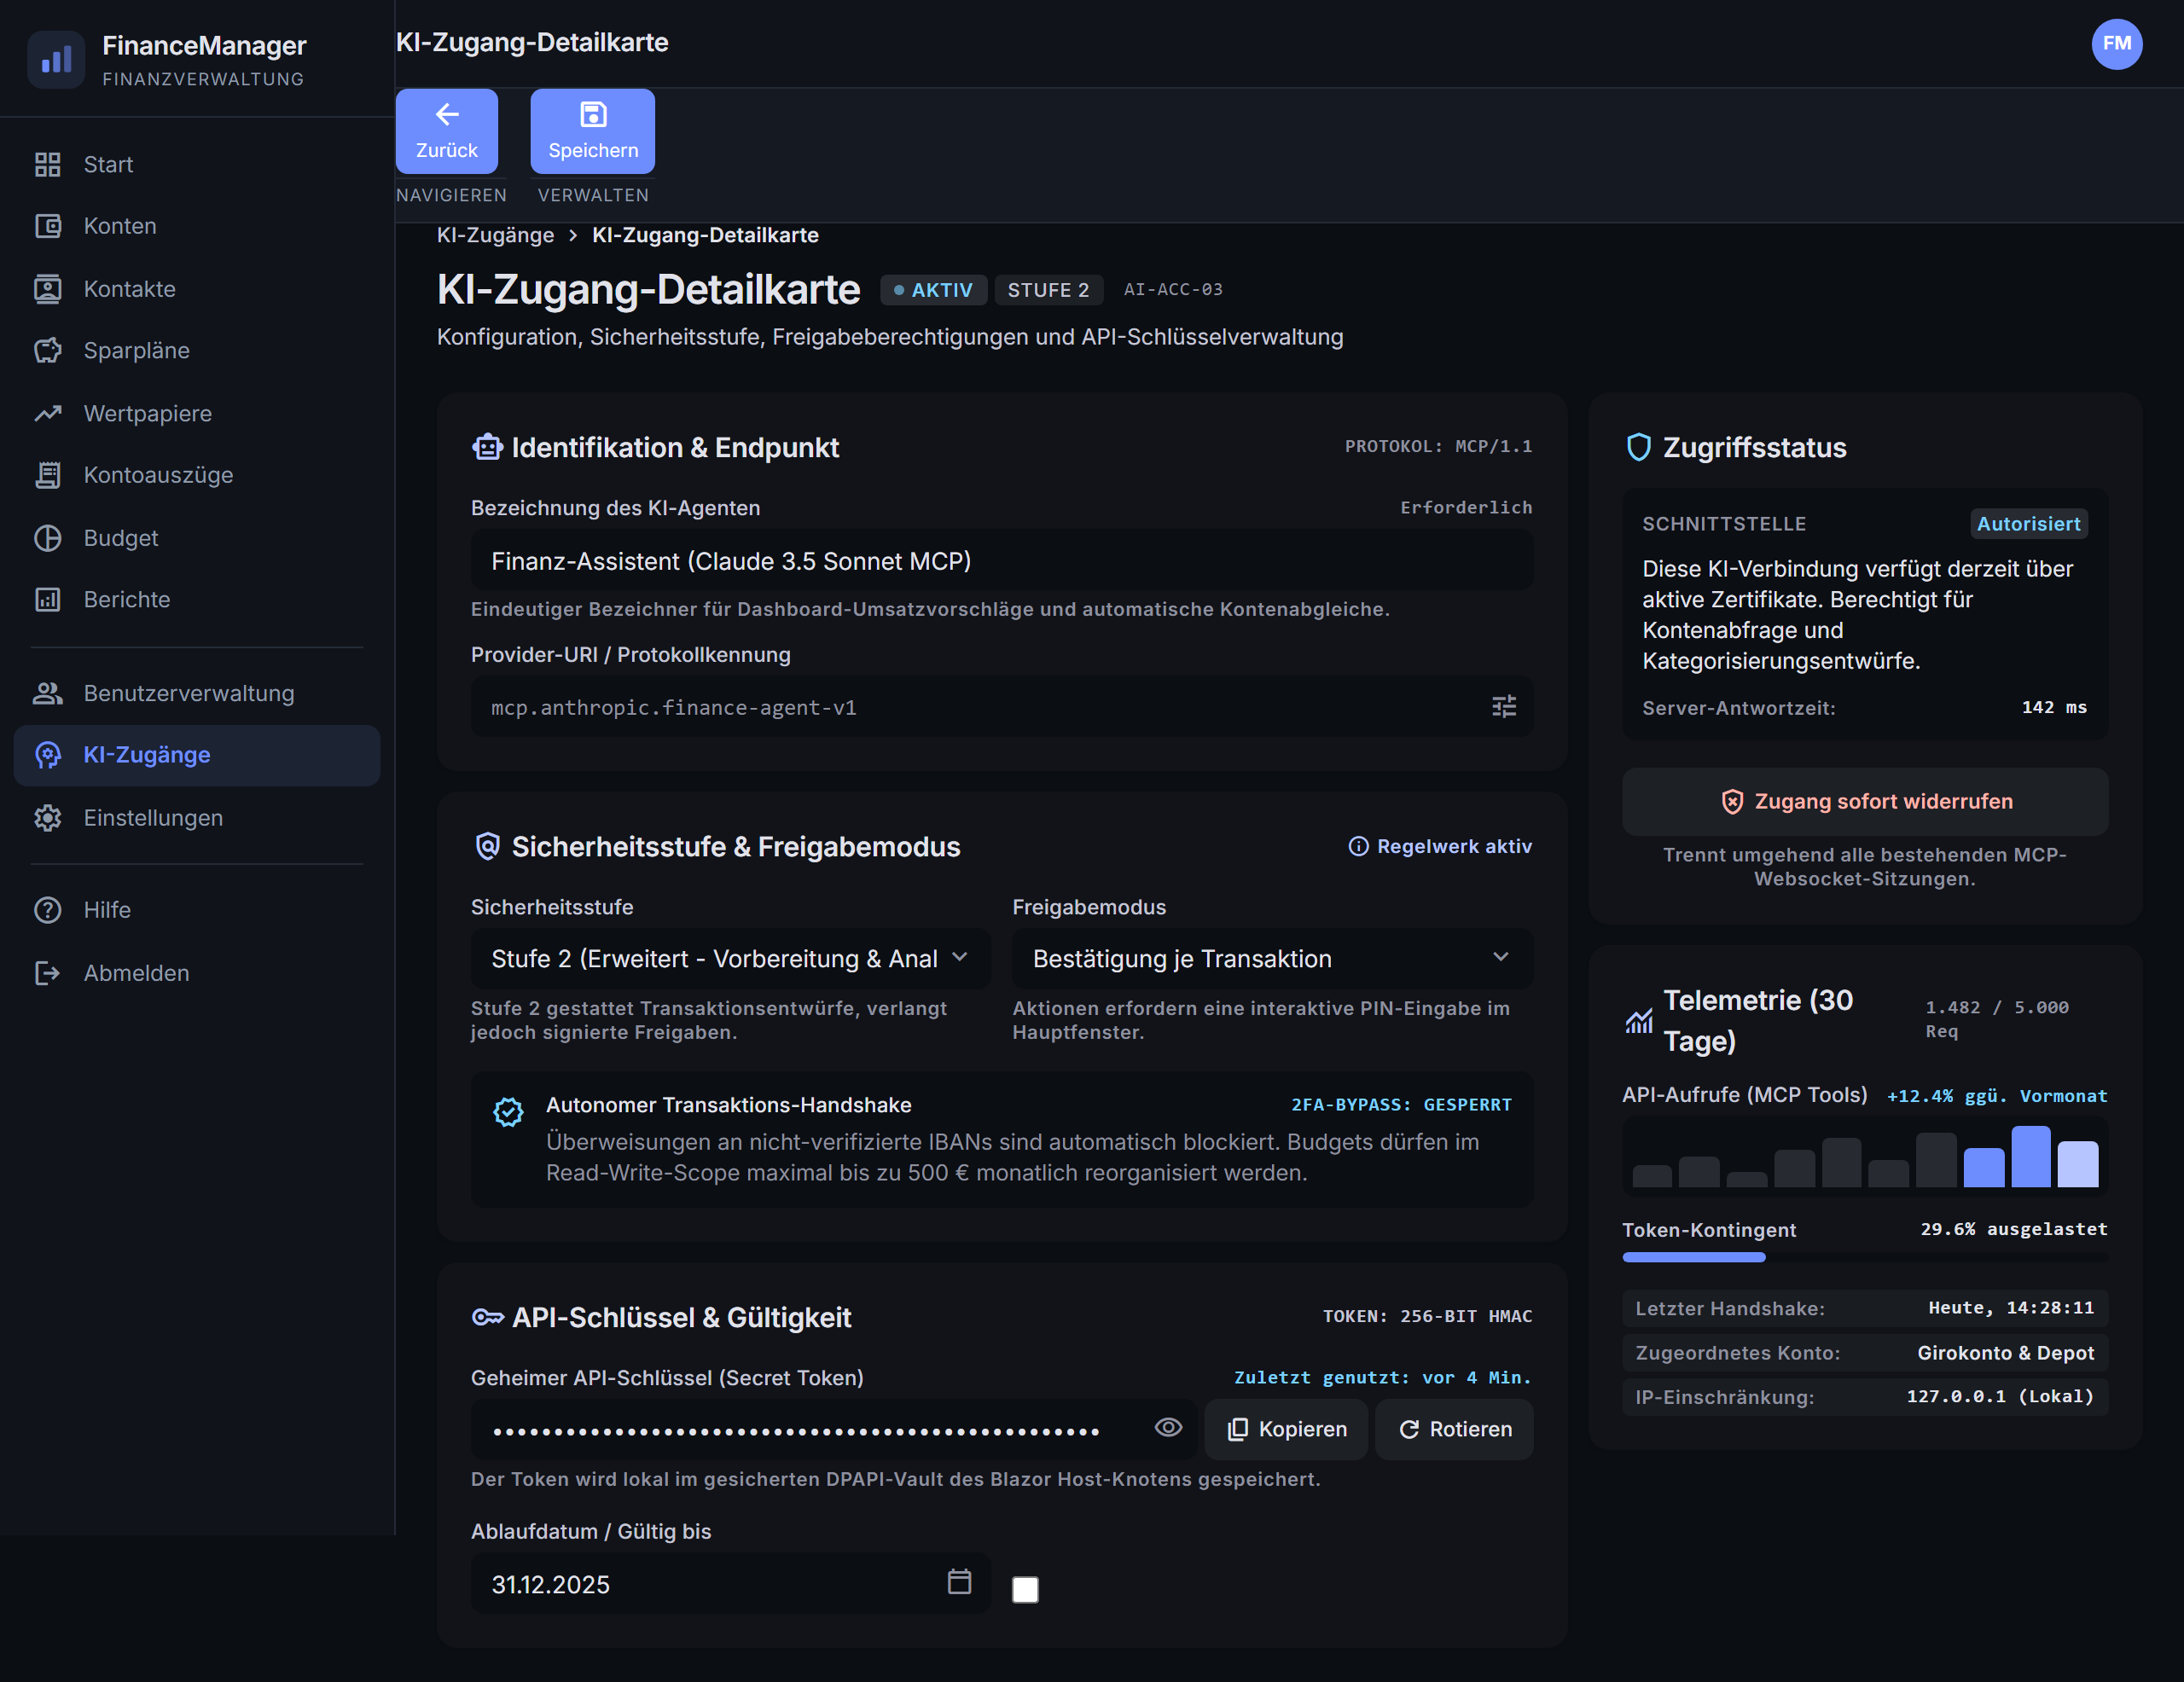 FinanceManager
FINANZVERWALTUNG
Start
Konten
Kontakte
Sparpläne
Wertpapiere
Kontoauszüge
Budget
Berichte
Benutzerverwaltung
KI-Zugänge
Einstellungen
Hilfe
Abmelden
KI-Zugang-Detailkarte
FM
Zurück
Speichern
NAVIGIEREN
VERWALTEN
KI-Zugänge > KI-Zugang-Detailkarte
KI-Zugang-Detailkarte AKTIV STUFE 2 AI-ACC-03
Konfiguration, Sicherheitsstufe, Freigabeberechtigungen und API-Schlüsselverwaltung
Identifikation & Endpunkt PROTOKOL: MCP/1.1
Bezeichnung des KI-Agenten Erforderlich
Finanz-Assistent (Claude 3.5 Sonnet MCP)
Eindeutiger Bezeichner für Dashboard-Umsatzvorschläge und automatische Kontenabgleiche.
Provider-URI / Protokollkennung
mcp.anthropic.finance-agent-v1
Sicherheitsstufe & Freigabemodus Regelwerk aktiv
Sicherheitsstufe
Stufe 2 (Erweitert - Vorbereitung & Anal
Stufe 2 gestattet Transaktionsentwürfe, verlangt
jedoch signierte Freigaben.
Freigabemodus
Bestätigung je Transaktion
Aktionen erfordern eine interaktive PIN-Eingabe im
Hauptfenster.
Autonomer Transaktions-Handshake 2FA-BYPASS: GESPERRT
Überweisungen an nicht-verifizierte IBANs sind automatisch blockiert. Budgets dürfen im
Read-Write-Scope maximal bis zu 500 € monatlich reorganisiert werden.
API-Schlüssel & Gültigkeit TOKEN: 256-BIT HMAC
Geheimer API-Schlüssel (Secret Token) Zuletzt genutzt: vor 4 Min.
Kopieren
Rotieren
Der Token wird lokal im gesicherten DPAPI-Vault des Blazor Host-Knotens gespeichert.
Ablaufdatum / Gültig bis
31.12.2025
Zugriffsstatus
SCHNITTSTELLE Autorisiert
Diese KI-Verbindung verfügt derzeit über
aktive Zertifikate. Berechtigt für
Kontenabfrage und
Kategorisierungsentwürfe.
Server-Antwortzeit: 142 ms
Zugang sofort widerrufen
Trennt umgehend alle bestehenden MCP-
Websocket-Sitzungen.
Telemetrie (30
Tage)
1.482 / 5.000
Req
API-Aufrufe (MCP Tools) +12.4% ggü. Vormonat
Token-Kontingent 29.6% ausgelastet
Letzter Handshake: Heute, 14:28:11
Zugeordnetes Konto: Girokonto & Depot
IP-Einschränkung: 127.0.0.1 (Lokal)